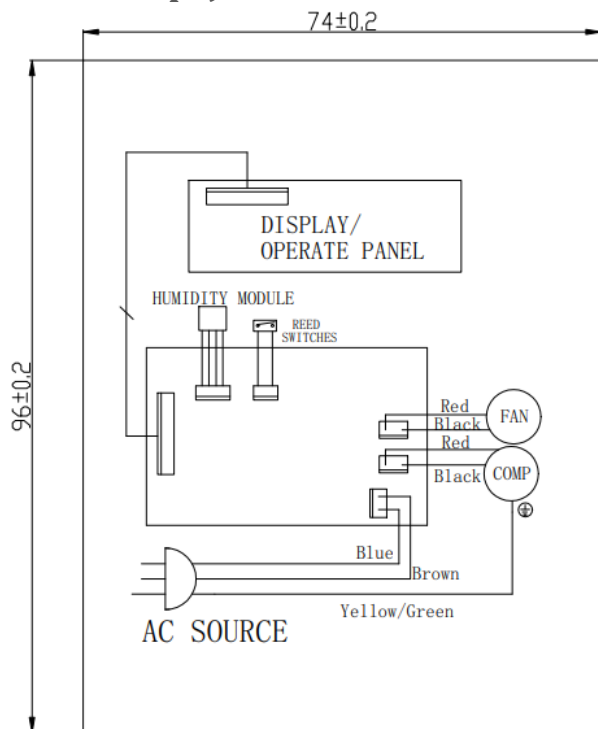 74±0.2
96±0.2
DISPLAY/
OPERATE PANEL
HUMIDITY MODULE
REED
SWITCHES
Red
Black
FAN
Red
Black
COMP
Blue
Brown
Yellow/Green
AC SOURCE